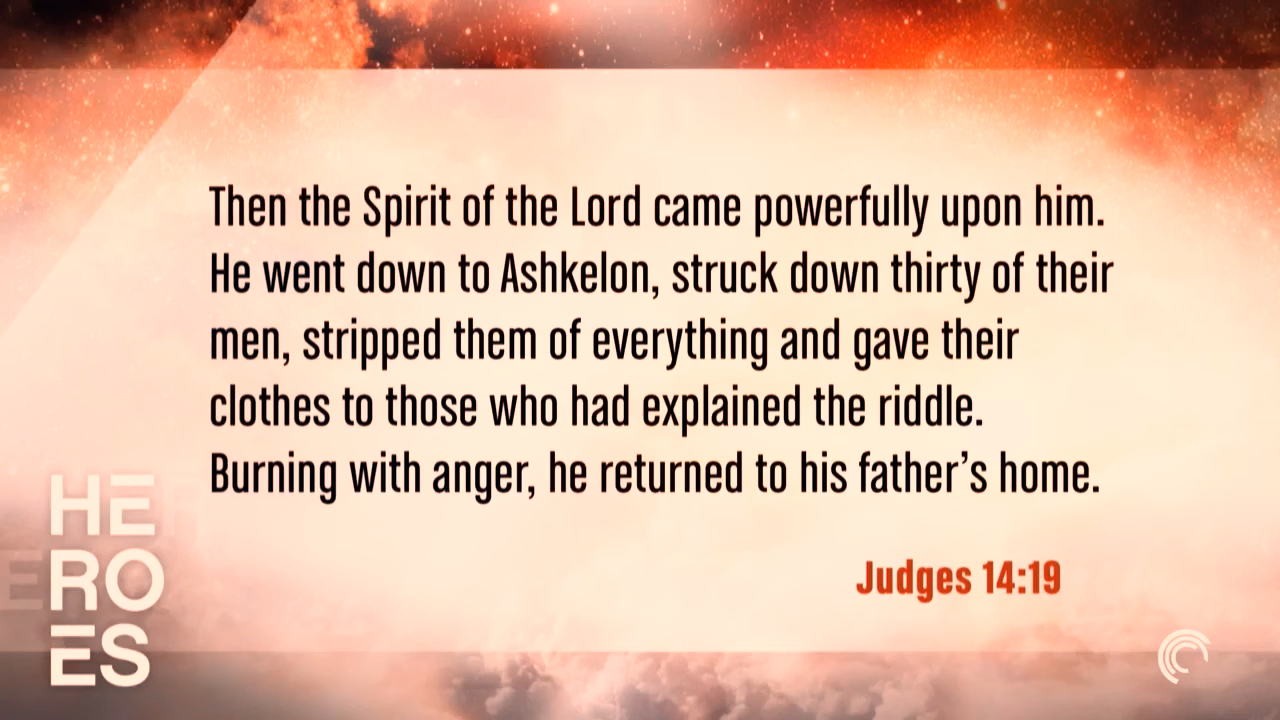 Then the Spirit of the Lord came powerfully upon him.
He went down to Ashkelon, struck down thirty of their
men, stripped them of everything and gave their
clothes to those who had explained the riddle.
Burning with anger, he returned to his father’s home.
Judges 14:19
HE
RO
ES